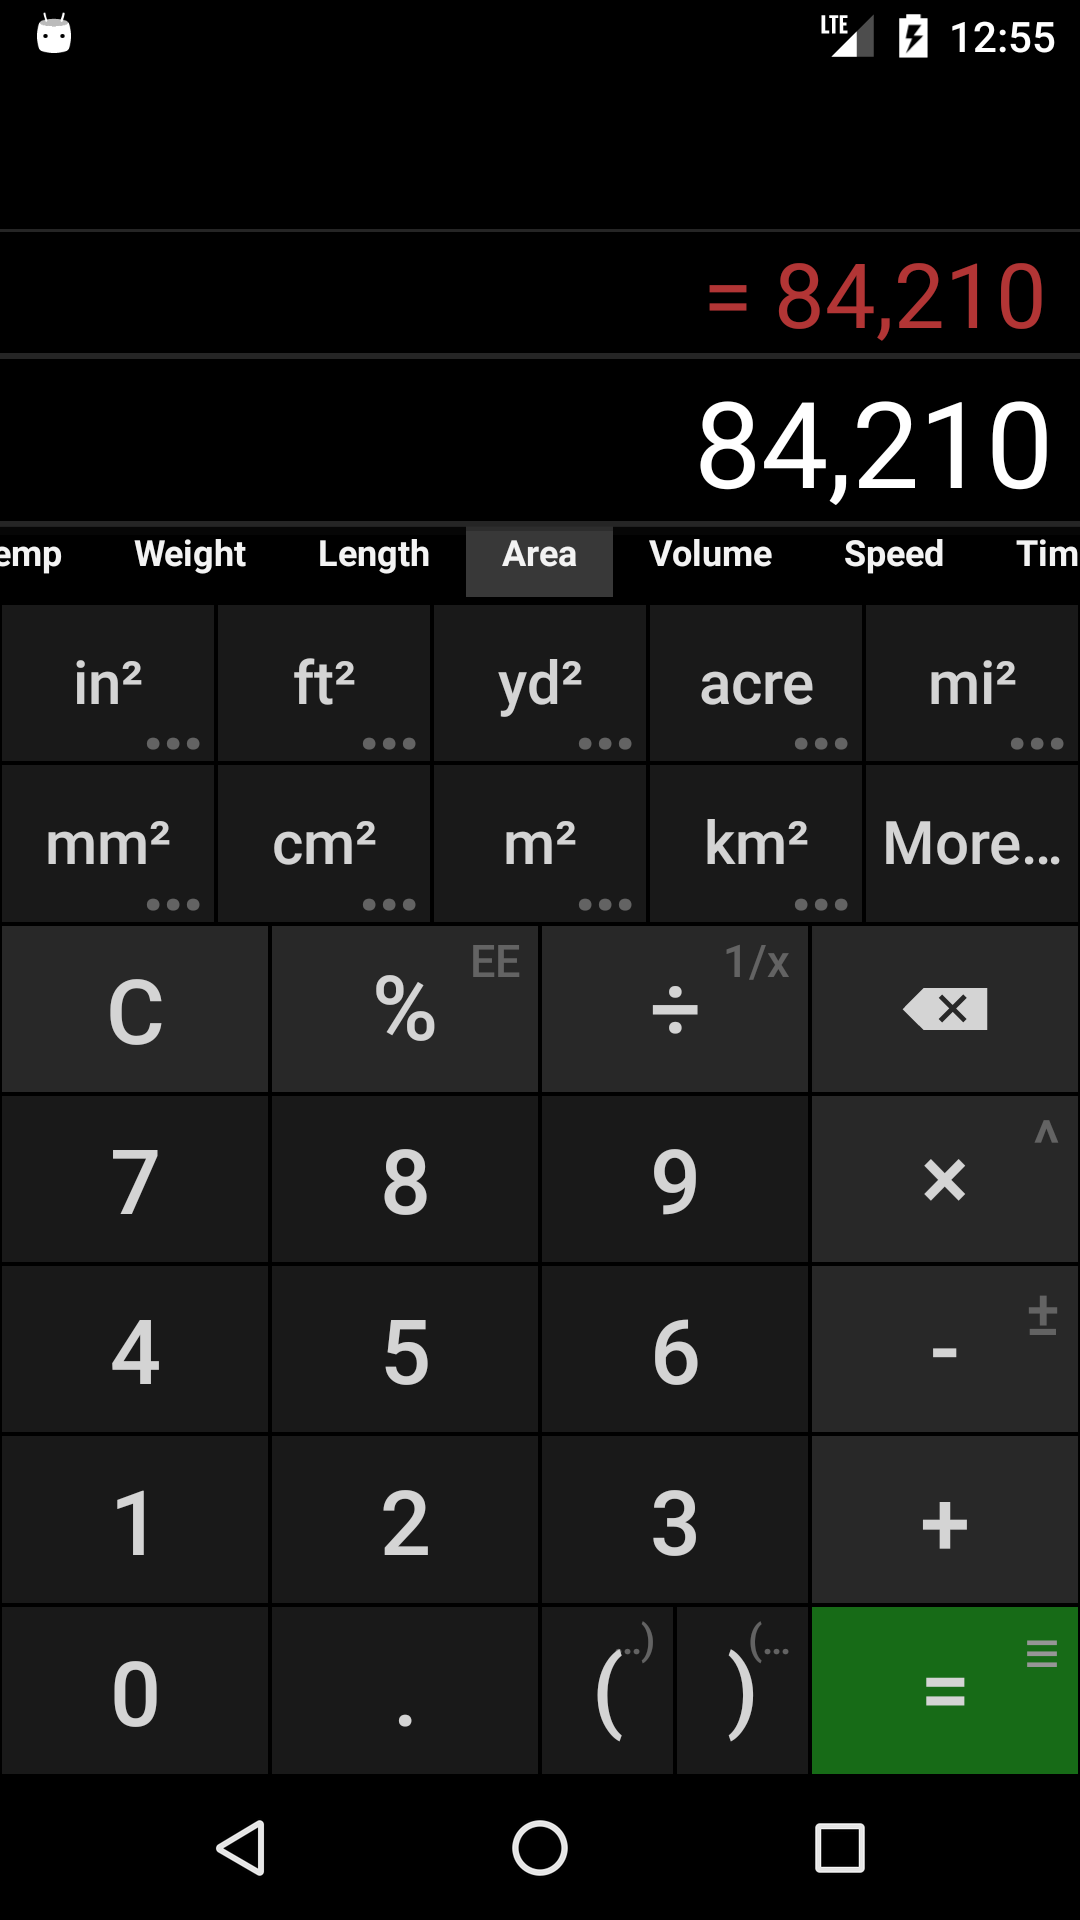 LTE 12:55
= 84,210
84,210
emp Weight Length Area Volume Speed Tim
in² ft² yd² acre mi²
mm² cm² m² km² More...
C % EE ÷ 1/x
7 8 9 × ^
4 5 6 - ±
1 2 3 +
0 . ( ..) ) (... =